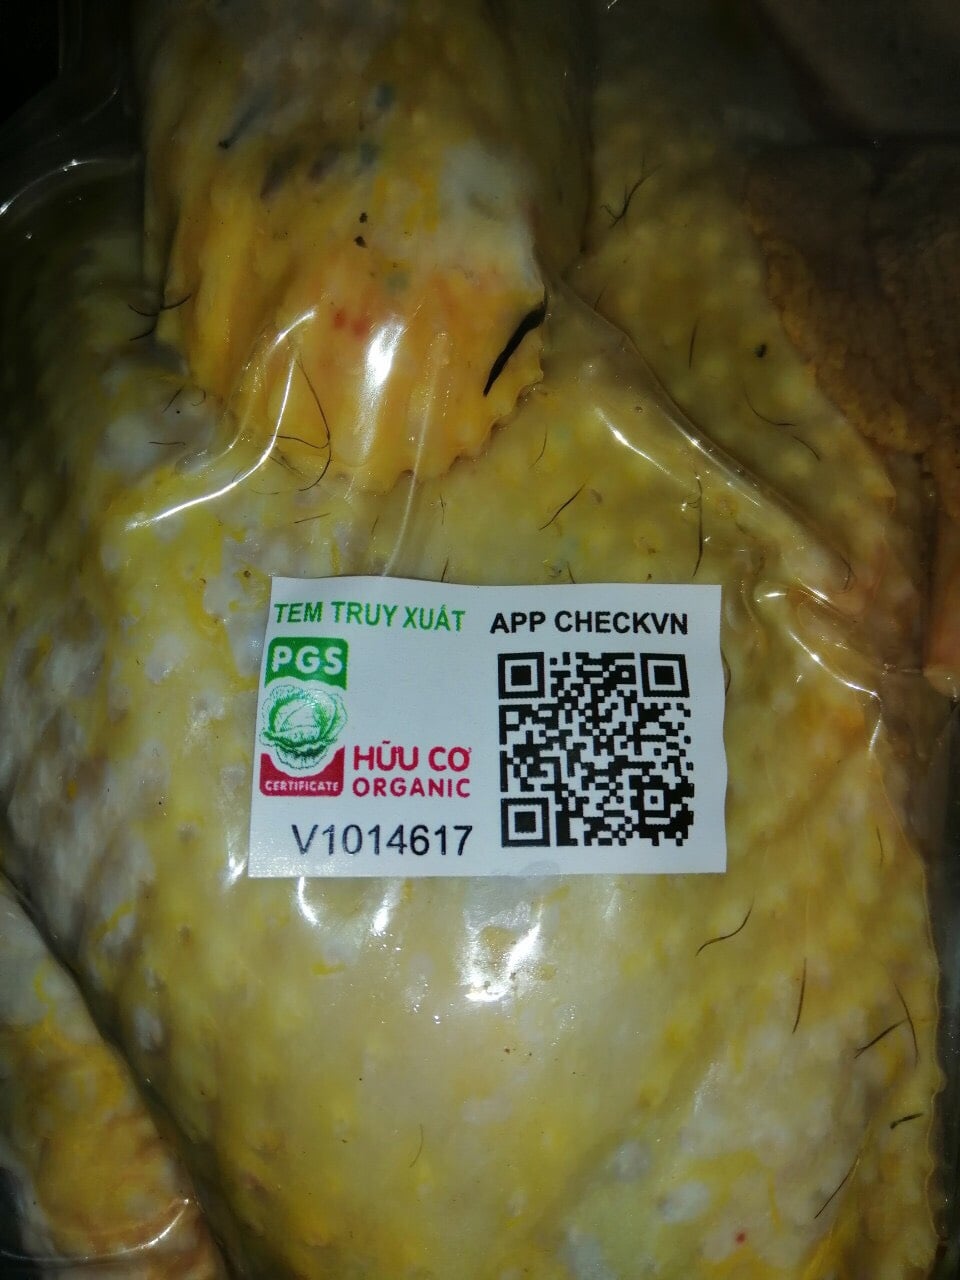 TEM TRUY XUẤT
APP CHECKVN
PGS
CERTIFICATE
HỮU CƠ
ORGANIC
V1014617